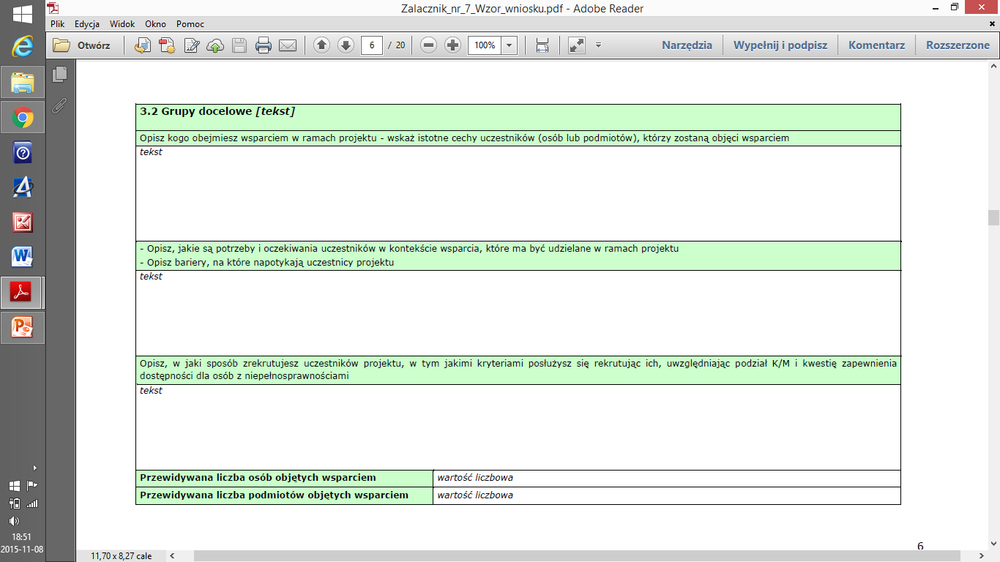 Zalacznik_nr_7_Wzor_wniosku.pdf - Adobe Reader
Plik Edycja Widok Okno Pomoc
Otwórz 6 / 20 100% Narzędzia Wypełnij i podpisz Komentarz Rozszerzone
3.2 Grupy docelowe [tekst]
Opisz kogo obejmiesz wsparciem w ramach projektu - wskaż istotne cechy uczestników (osób lub podmiotów), którzy zostaną objęci wsparciem
tekst
- Opisz, jakie są potrzeby i oczekiwania uczestników w kontekście wsparcia, które ma być udzielane w ramach projektu
- Opisz bariery, na które napotykają uczestnicy projektu
tekst
Opisz, w jaki sposób zrekrutujesz uczestników projektu, w tym jakimi kryteriami posłużysz się rekrutując ich, uwzględniając podział K/M i kwestię zapewnienia
dostępności dla osób z niepełnosprawnościami
tekst
Przewidywana liczba osób objętych wsparciem wartość liczbowa
Przewidywana liczba podmiotów objętych wsparciem wartość liczbowa
6
11,70 x 8,27 cale
18:51
2015-11-08